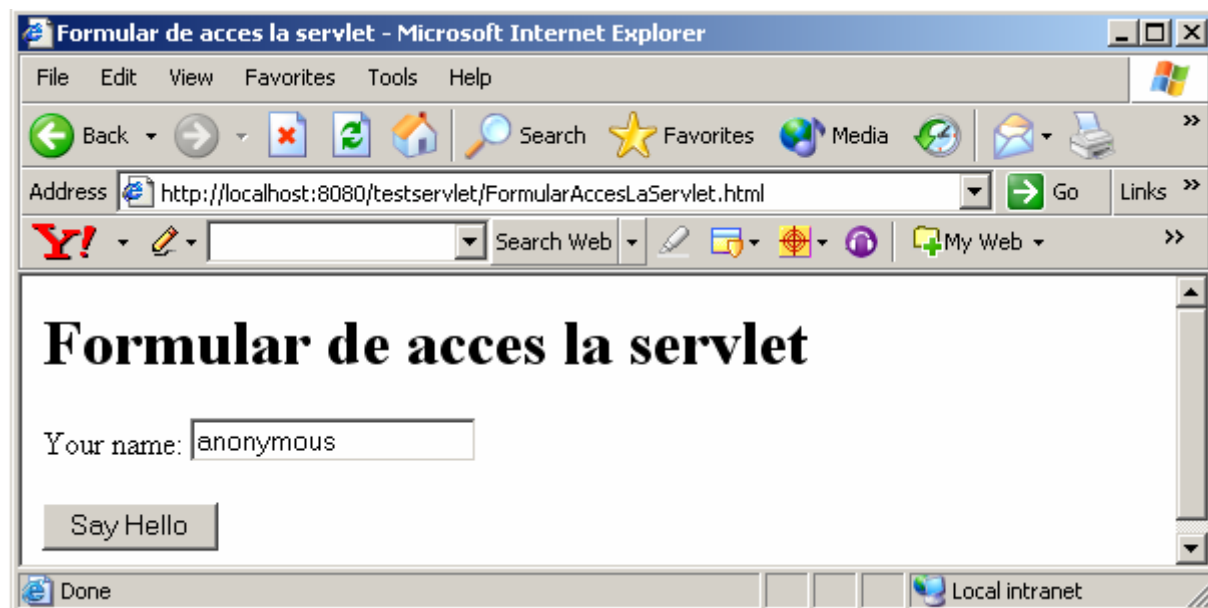 Formular de acces la servlet - Microsoft Internet Explorer
File Edit View Favorites Tools Help
Back Search Favorites Media
Address http://localhost:8080/testservlet/FormularAccesLaServlet.html Go Links
Y! Search Web My Web
Formular de acces la servlet
Your name: anonymous
Say Hello
Done Local intranet